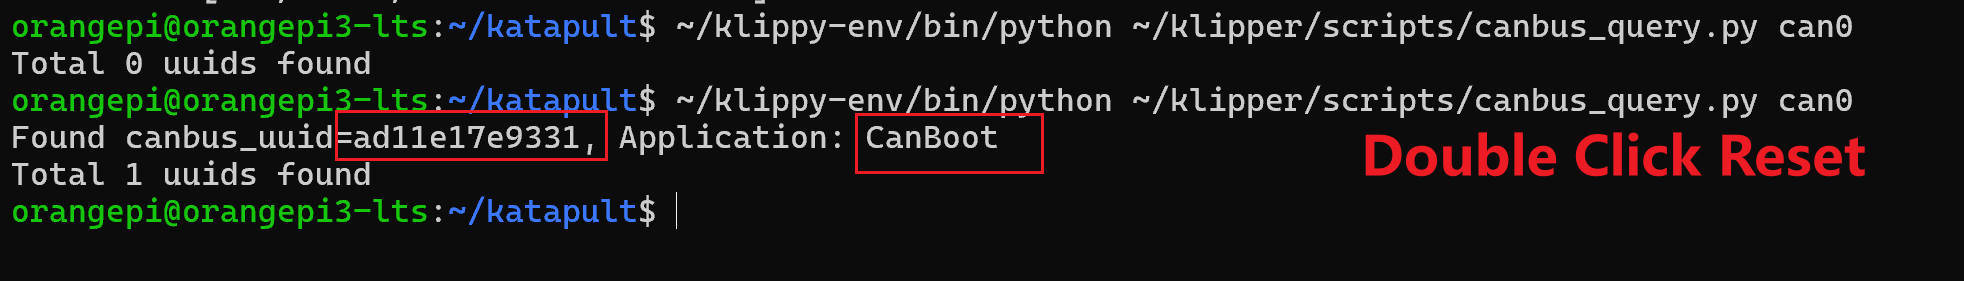 orangepi@orangepi3-lts:~/katapult$ ~/klippy-env/bin/python ~/klipper/scripts/canbus_query.py can0
Total 0 uuids found
orangepi@orangepi3-lts:~/katapult$ ~/klippy-env/bin/python ~/klipper/scripts/canbus_query.py can0
Found canbus_uuid=ad11e17e9331, Application: CanBoot
Double Click Reset
Total 1 uuids found
orangepi@orangepi3-lts:~/katapult$